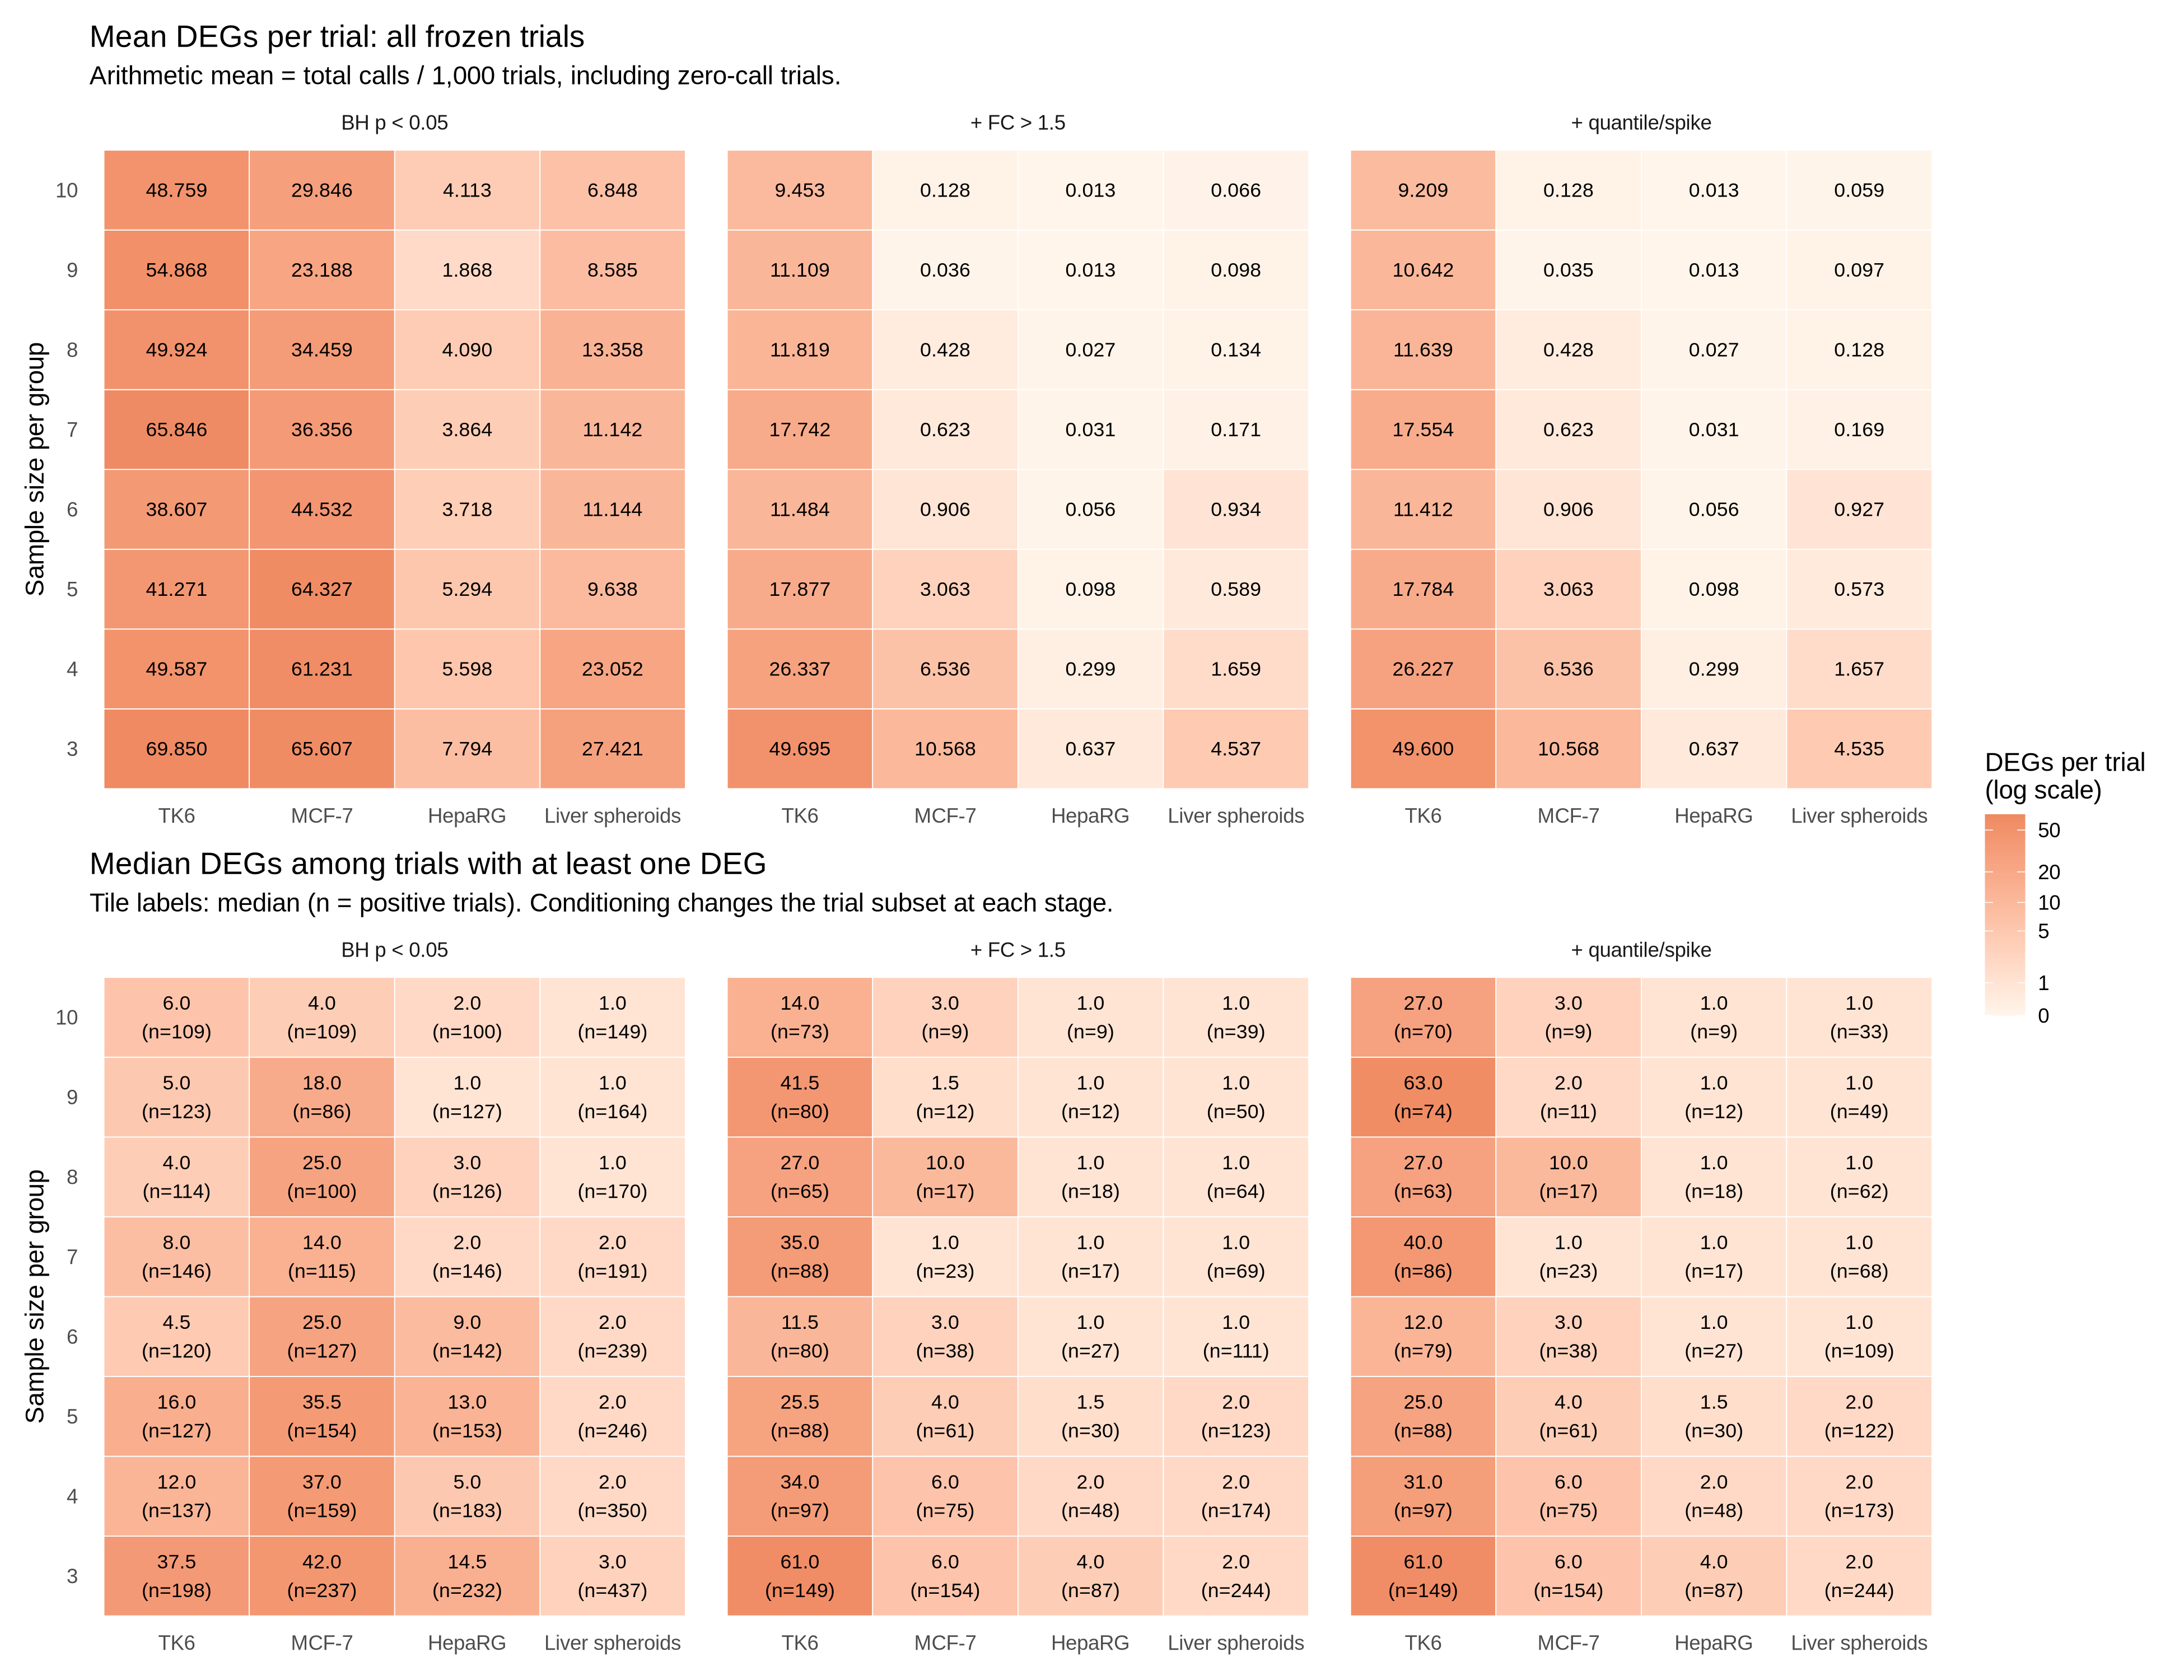 Mean DEGs per trial: all frozen trials
Arithmetic mean = total calls / 1,000 trials, including zero-call trials.
BH p < 0.05 + FC > 1.5 + quantile/spike
Sample size per group
10 48.759 29.846 4.113 6.848 9.453 0.128 0.013 0.066 9.209 0.128 0.013 0.059
9 54.868 23.188 1.868 8.585 11.109 0.036 0.013 0.098 10.642 0.035 0.013 0.097
8 49.924 34.459 4.090 13.358 11.819 0.428 0.027 0.134 11.639 0.428 0.027 0.128
7 65.846 36.356 3.864 11.142 17.742 0.623 0.031 0.171 17.554 0.623 0.031 0.169
6 38.607 44.532 3.718 11.144 11.484 0.906 0.056 0.934 11.412 0.906 0.056 0.927
5 41.271 64.327 5.294 9.638 17.877 3.063 0.098 0.589 17.784 3.063 0.098 0.573
4 49.587 61.231 5.598 23.052 26.337 6.536 0.299 1.659 26.227 6.536 0.299 1.657
3 69.850 65.607 7.794 27.421 49.695 10.568 0.637 4.537 49.600 10.568 0.637 4.535
TK6 MCF-7 HepaRG Liver spheroids TK6 MCF-7 HepaRG Liver spheroids TK6 MCF-7 HepaRG Liver spheroids
DEGs per trial
(log scale)
50
20
10
5
1
0
Median DEGs among trials with at least one DEG
Tile labels: median (n = positive trials). Conditioning changes the trial subset at each stage.
BH p < 0.05 + FC > 1.5 + quantile/spike
Sample size per group
10
6.0 4.0 2.0 1.0 14.0 3.0 1.0 1.0 27.0 3.0 1.0 1.0
(n=109) (n=109) (n=100) (n=149) (n=73) (n=9) (n=9) (n=39) (n=70) (n=9) (n=9) (n=33)
9
5.0 18.0 1.0 1.0 41.5 1.5 1.0 1.0 63.0 2.0 1.0 1.0
(n=123) (n=86) (n=127) (n=164) (n=80) (n=12) (n=12) (n=50) (n=74) (n=11) (n=12) (n=49)
8
4.0 25.0 3.0 1.0 27.0 10.0 1.0 1.0 27.0 10.0 1.0 1.0
(n=114) (n=100) (n=126) (n=170) (n=65) (n=17) (n=18) (n=64) (n=63) (n=17) (n=18) (n=62)
7
8.0 14.0 2.0 2.0 35.0 1.0 1.0 1.0 40.0 1.0 1.0 1.0
(n=146) (n=115) (n=146) (n=191) (n=88) (n=23) (n=17) (n=69) (n=86) (n=23) (n=17) (n=68)
6
4.5 25.0 9.0 2.0 11.5 3.0 1.0 1.0 12.0 3.0 1.0 1.0
(n=120) (n=127) (n=142) (n=239) (n=80) (n=38) (n=27) (n=111) (n=79) (n=38) (n=27) (n=109)
5
16.0 35.5 13.0 2.0 25.5 4.0 1.5 2.0 25.0 4.0 1.5 2.0
(n=127) (n=154) (n=153) (n=246) (n=88) (n=61) (n=30) (n=123) (n=88) (n=61) (n=30) (n=122)
4
12.0 37.0 5.0 2.0 34.0 6.0 2.0 2.0 31.0 6.0 2.0 2.0
(n=137) (n=159) (n=183) (n=350) (n=97) (n=75) (n=48) (n=174) (n=97) (n=75) (n=48) (n=173)
3
37.5 42.0 14.5 3.0 61.0 6.0 4.0 2.0 61.0 6.0 4.0 2.0
(n=198) (n=237) (n=232) (n=437) (n=149) (n=154) (n=87) (n=244) (n=149) (n=154) (n=87) (n=244)
TK6 MCF-7 HepaRG Liver spheroids TK6 MCF-7 HepaRG Liver spheroids TK6 MCF-7 HepaRG Liver spheroids